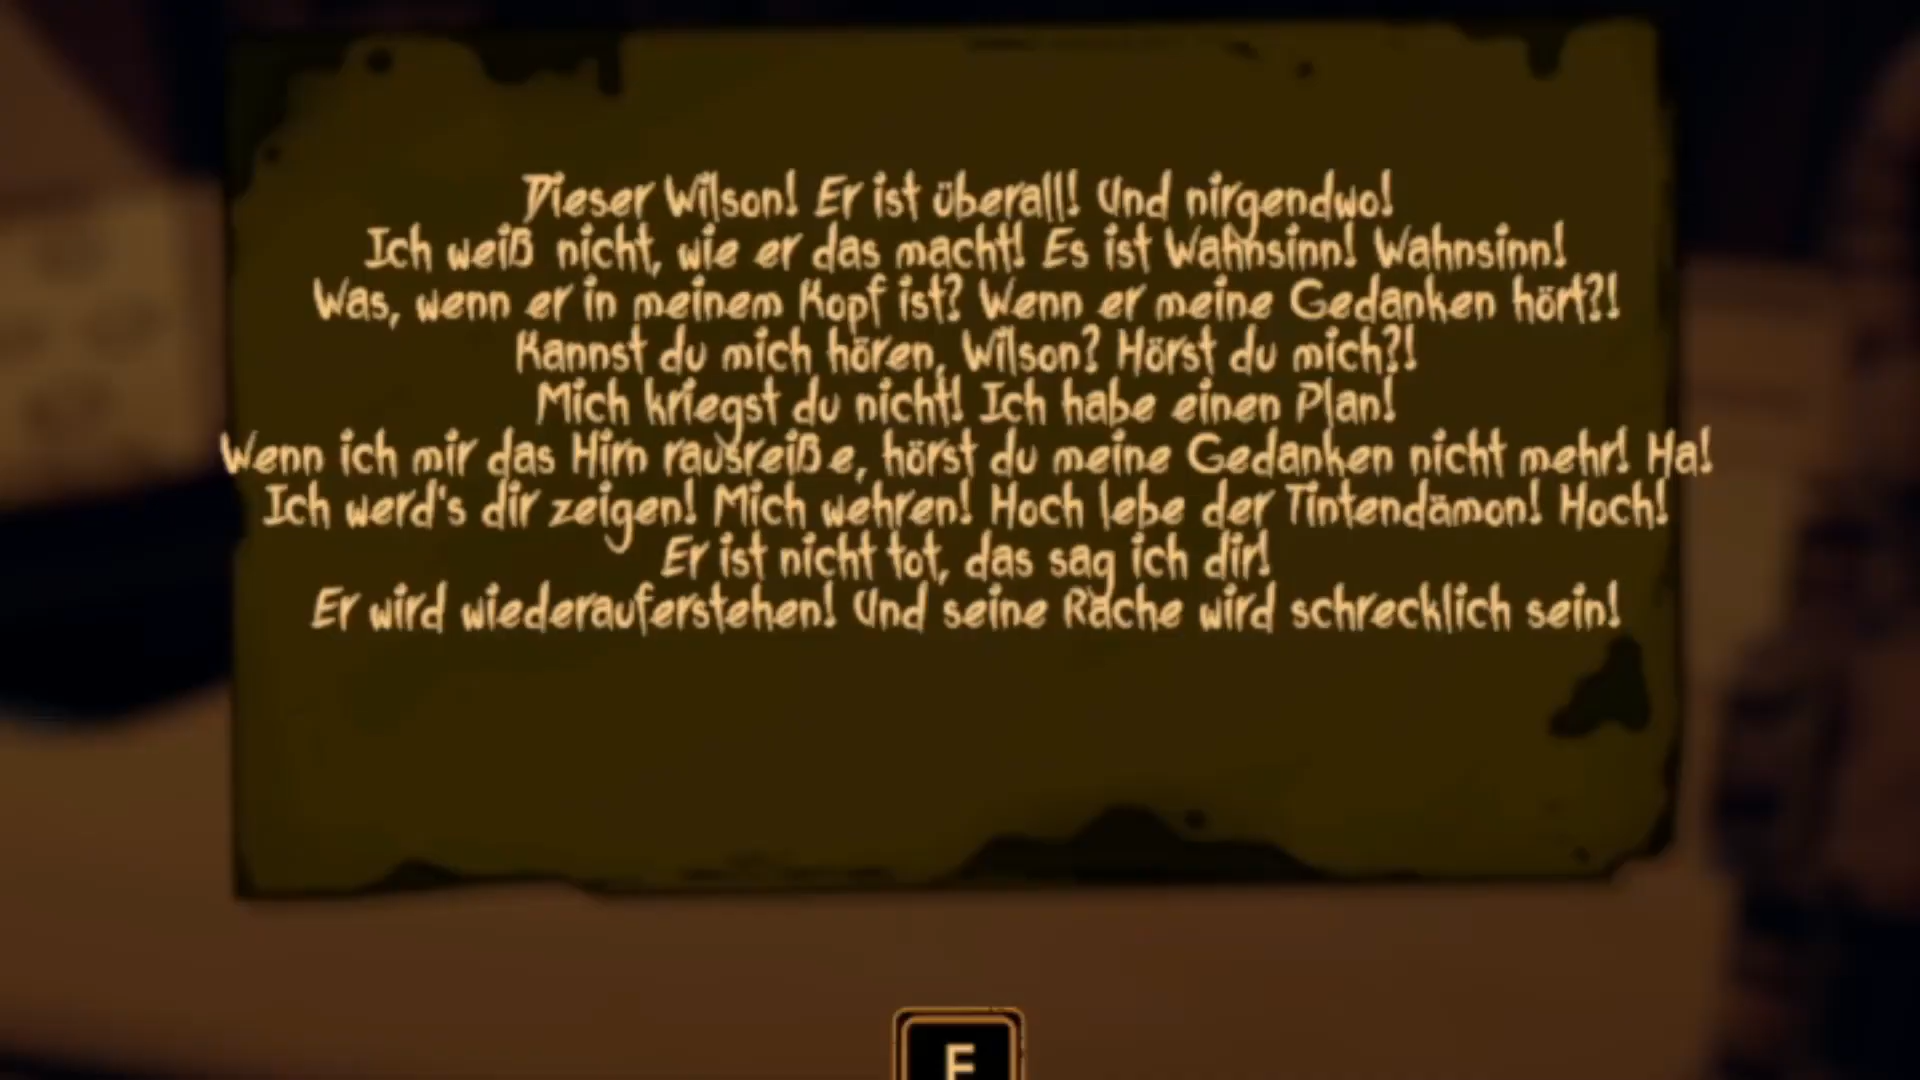 Dieser Wilson! Er ist überall! Und nirgendwo!
Ich weiß nicht, wie er das macht! Es ist Wahnsinn! Wahnsinn!
Was, wenn er in meinem Kopf ist? Wenn er meine Gedanken hört?!
Kannst du mich hören, Wilson? Hörst du mich?!
Mich kriegst du nicht! Ich habe einen Plan!
Wenn ich mir das Hirn rausreiße, hörst du meine Gedanken nicht mehr! Ha!
Ich werd's dir zeigen! Mich wehren! Hoch lebe der Tintendämon! Hoch!
Er ist nicht tot, das sag ich dir!
Er wird wiederauferstehen! Und seine Rache wird schrecklich sein!